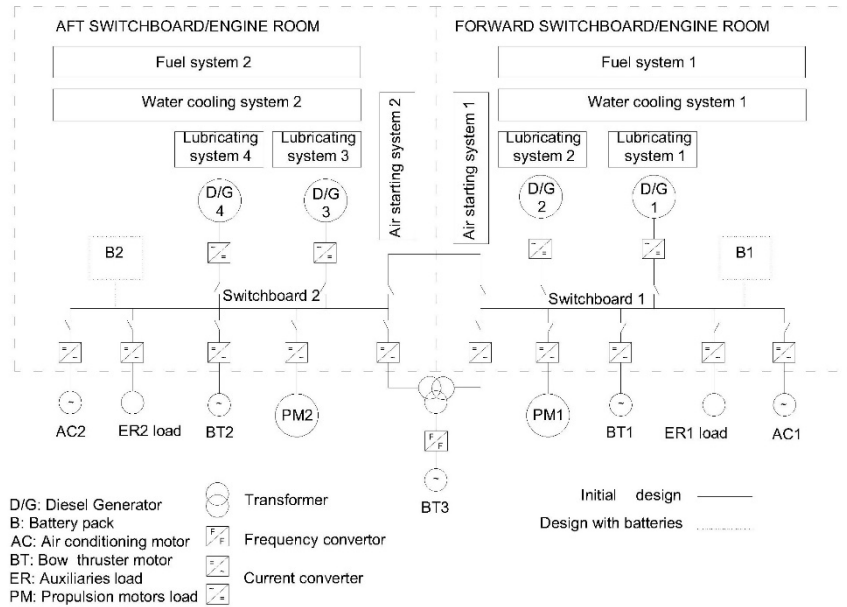 AFT SWITCHBOARD/ENGINE ROOM
FORWARD SWITCHBOARD/ENGINE ROOM
Fuel system 2
Fuel system 1
Water cooling system 2
Water cooling system 1
Air starting system 2
Air starting system 1
Lubricating
system 4
Lubricating
system 3
Lubricating
system 2
Lubricating
system 1
D/G
4
D/G
3
D/G
2
D/G
1
B2
B1
Switchboard 2
Switchboard 1
AC2
ER2 load
BT2
PM2
PM1
BT1
ER1 load
AC1
F
F
BT3
D/G: Diesel Generator
B: Battery pack
AC: Air conditioning motor
BT: Bow thruster motor
ER: Auxiliaries load
PM: Propulsion motors load
Transformer
F
F
Frequency convertor
Current converter
Initial design
Design with batteries